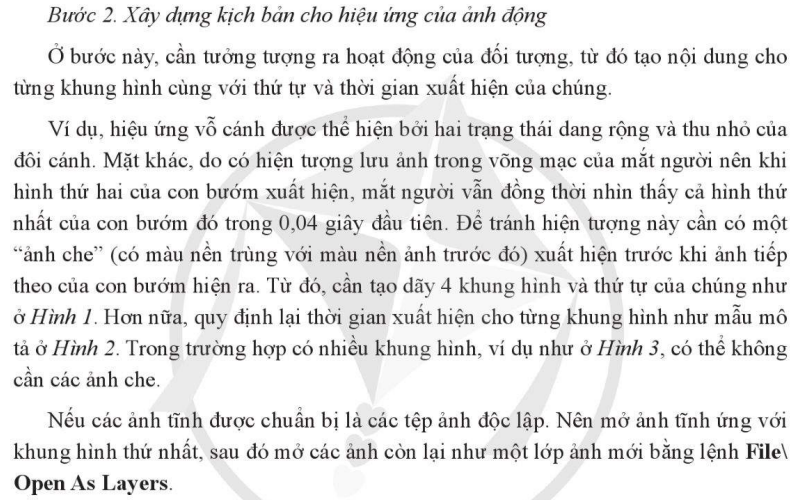 Bước 2. Xây dựng kịch bản cho hiệu ứng của ảnh động
Ở bước này, cần tưởng tượng ra hoạt động của đối tượng, từ đó tạo nội dung cho
từng khung hình cùng với thứ tự và thời gian xuất hiện của chúng.
Ví dụ, hiệu ứng vỗ cánh được thể hiện bởi hai trạng thái dang rộng và thu nhỏ của
đôi cánh. Mặt khác, do có hiện tượng lưu ảnh trong võng mạc của mắt người nên khi
hình thứ hai của con bướm xuất hiện, mắt người vẫn đồng thời nhìn thấy cả hình thứ
nhất của con bướm đó trong 0,04 giây đầu tiên. Để tránh hiện tượng này cần có một
“ảnh che” (có màu nền trùng với màu nền ảnh trước đó) xuất hiện trước khi ảnh tiếp
theo của con bướm hiện ra. Từ đó, cần tạo dãy 4 khung hình và thứ tự của chúng như
ở Hình 1. Hơn nữa, quy định lại thời gian xuất hiện cho từng khung hình như mẫu mô
tả ở Hình 2. Trong trường hợp có nhiều khung hình, ví dụ như ở Hình 3, có thể không
cần các ảnh che.
Nếu các ảnh tĩnh được chuẩn bị là các tệp ảnh độc lập. Nên mở ảnh tĩnh ứng với
khung hình thứ nhất, sau đó mở các ảnh còn lại như một lớp ảnh mới bằng lệnh File\
Open As Layers.